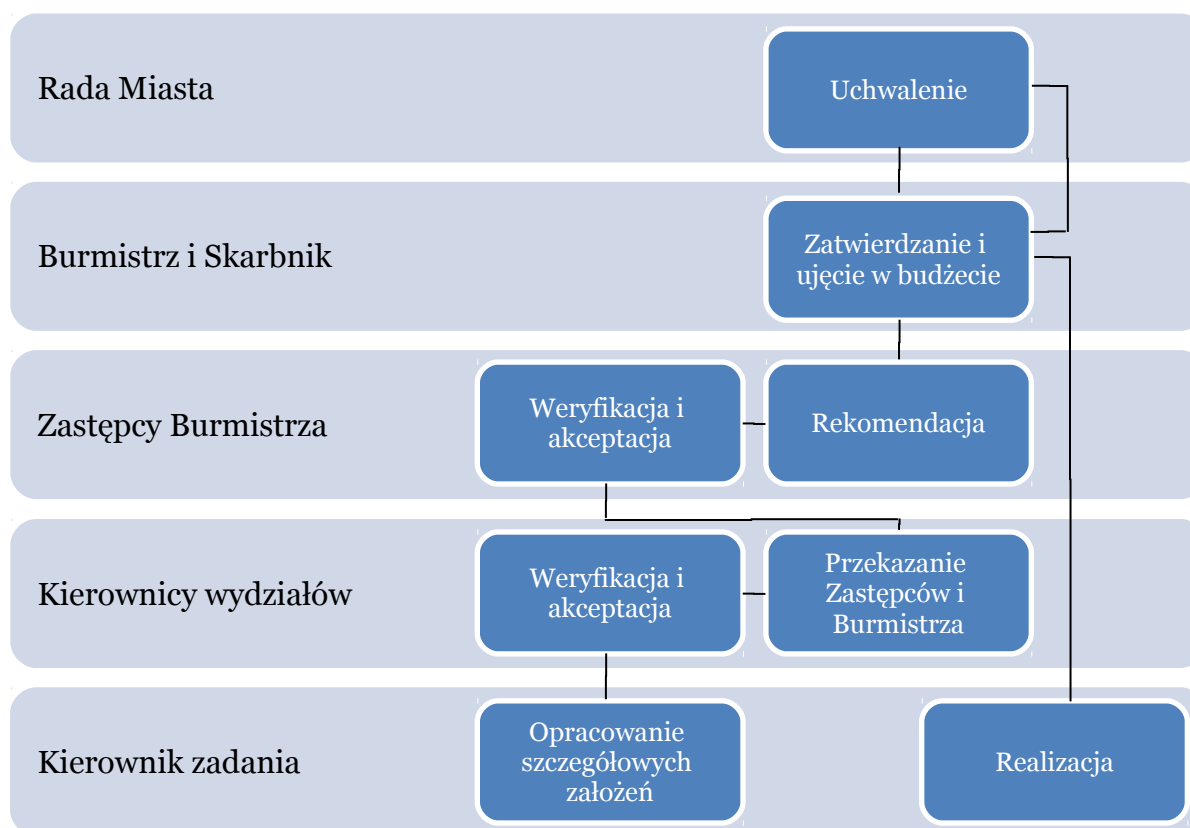 Rada Miasta
Uchwalenie
Burmistrz i Skarbnik
Zatwierdzanie i
ujęcie w budżecie
Zastępcy Burmistrza
Weryfikacja i
akceptacja
Rekomendacja
Kierownicy wydziałów
Weryfikacja i
akceptacja
Przekazanie
Zastępców i
Burmistrza
Kierownik zadania
Opracowanie
szczegółowych
założeń
Realizacja